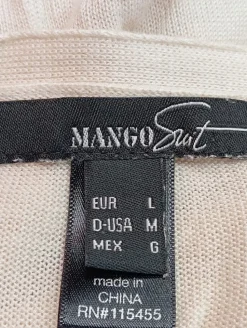 MANGO Suit
EUR L
D-USA M
MEX G
made in
CHINA
RN#115455